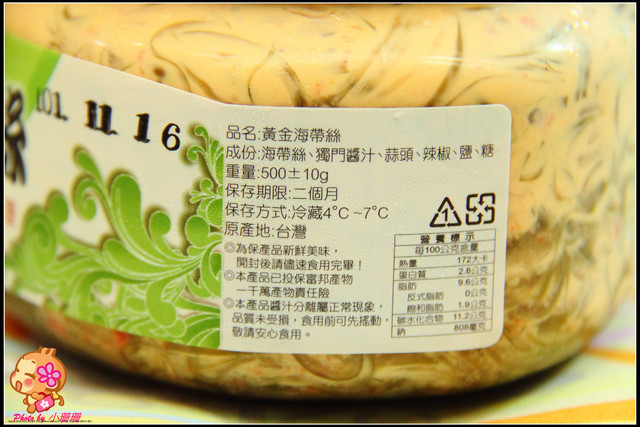 101. 11. 16
品名:黃金海帶絲
成份:海帶絲、獨門醬汁、蒜頭、辣椒、鹽、糖
重量:500±10g
保存期限:二個月
保存方式:冷藏4°C~7°C
原產地:台灣
◎為保產品新鮮美味，
開封後請儘速食用完畢！
◎本產品已投保富邦產物
一千萬產物責任險
◎本產品醬汁分離屬正常現象，
品質未受損，食用前可先搖動，
敬請安心食用。
1
營養標示
每100公克含量
熱量 172大卡
蛋白質 2.8公克
脂肪 9.6公克
反式脂肪 0公克
飽和脂肪 1.9公克
碳水化合物 11.2公克
鈉 808毫克
Photo by 小珊珊